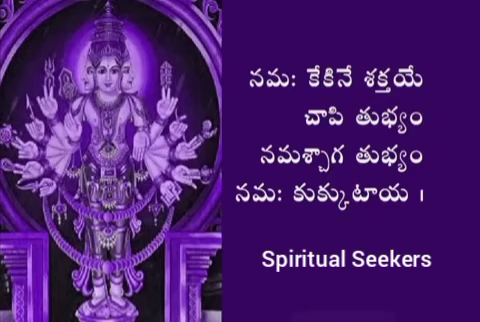 నమః కేకినే శక్తయే
చాపి తుభ్యం
నమశ్చాగ తుభ్యం
నమః కుక్కుటాయ ।
Spiritual Seekers